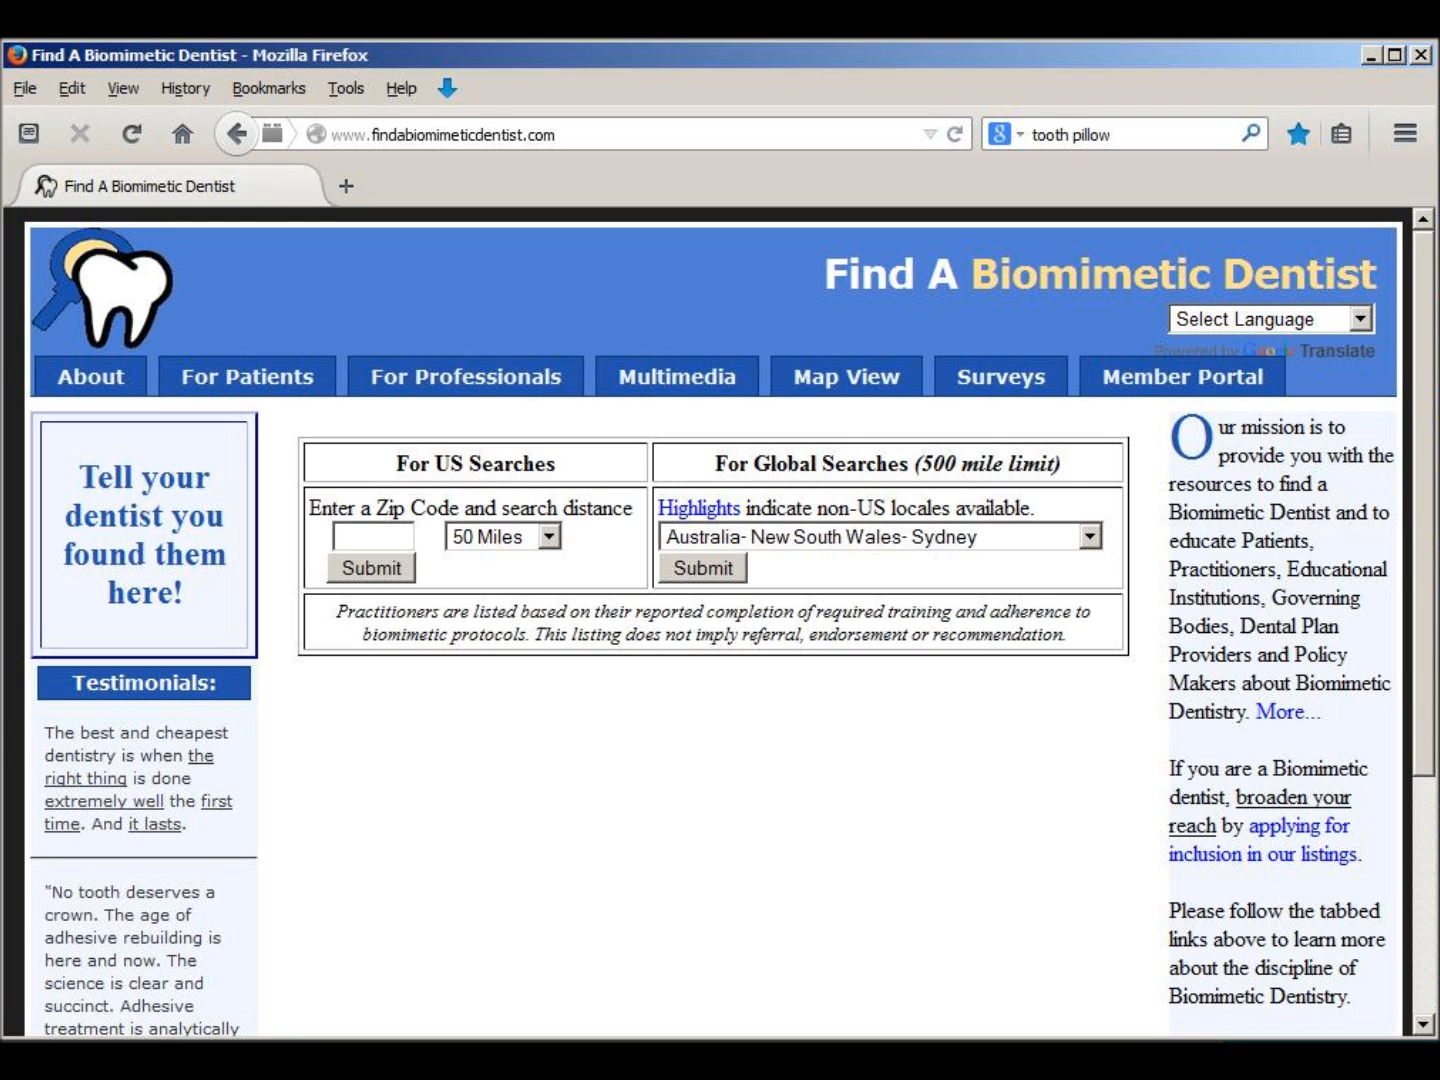 Find A Biomimetic Dentist - Mozilla Firefox
File Edit View History Bookmarks Tools Help
www.findabiomimeticdentist.com
8 tooth pillow
Find A Biomimetic Dentist
Find A Biomimetic Dentist
Select Language
Powered by Google Translate
About For Patients For Professionals Multimedia Map View Surveys Member Portal
Tell your
dentist you
found them
here!
Testimonials:
The best and cheapest
dentistry is when the
right thing is done
extremely well the first
time. And it lasts.
"No tooth deserves a
crown. The age of
adhesive rebuilding is
here and now. The
science is clear and
succinct. Adhesive
treatment is analytically
For US Searches
Enter a Zip Code and search distance
50 Miles
Submit
For Global Searches (500 mile limit)
Highlights indicate non-US locales available.
Australia- New South Wales- Sydney
Submit
Practitioners are listed based on their reported completion of required training and adherence to
biomimetic protocols. This listing does not imply referral, endorsement or recommendation.
Our mission is to
provide you with the
resources to find a
Biomimetic Dentist and to
educate Patients,
Practitioners, Educational
Institutions, Governing
Bodies, Dental Plan
Providers and Policy
Makers about Biomimetic
Dentistry. More...
If you are a Biomimetic
dentist, broaden your
reach by applying for
inclusion in our listings.
Please follow the tabbed
links above to learn more
about the discipline of
Biomimetic Dentistry.